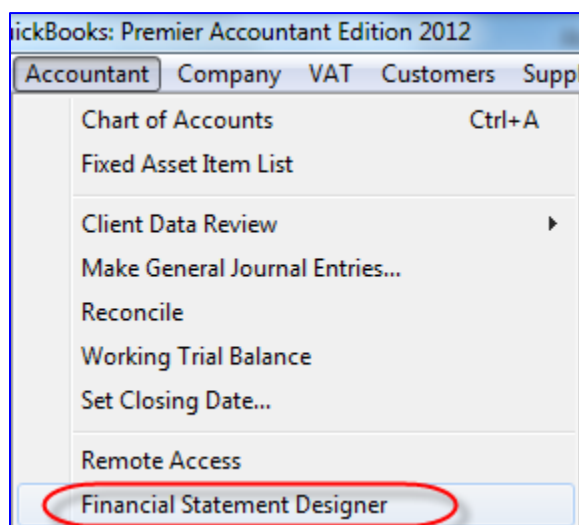 ickBooks: Premier Accountant Edition 2012
Accountant Company VAT Customers Suppl
Chart of Accounts Ctrl+A
Fixed Asset Item List
Client Data Review
Make General Journal Entries...
Reconcile
Working Trial Balance
Set Closing Date...
Remote Access
Financial Statement Designer